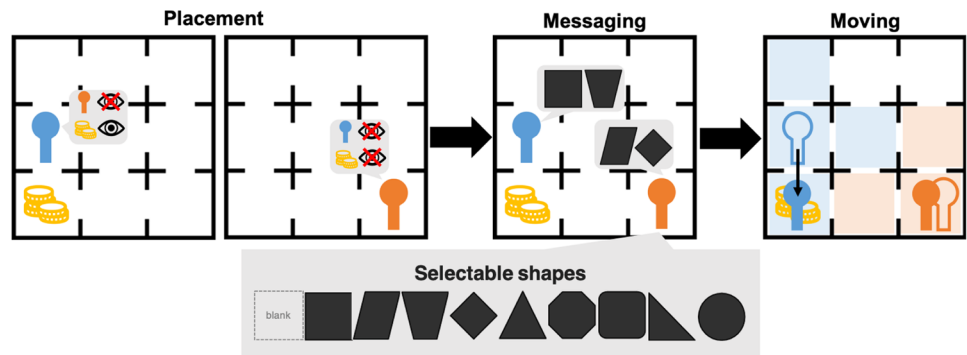 Placement
Messaging
Moving
Selectable shapes
blank